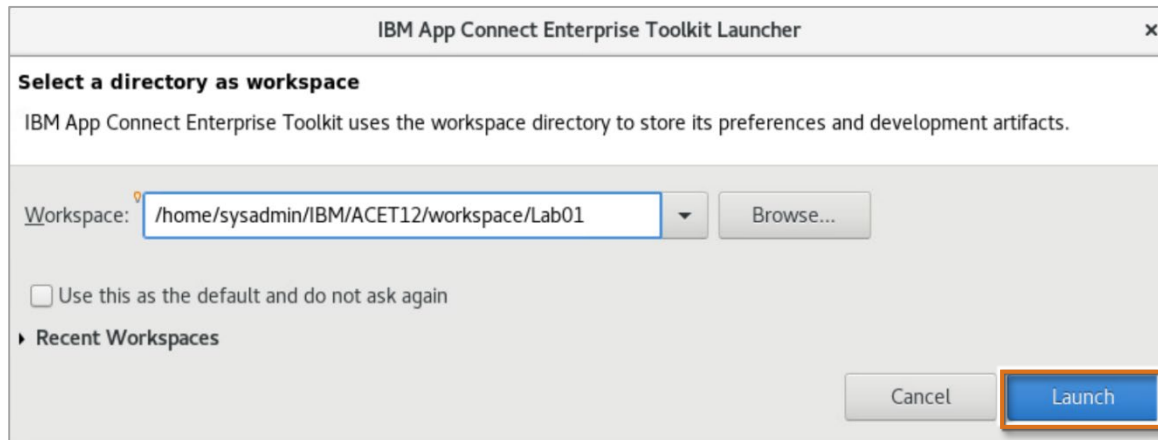 IBM App Connect Enterprise Toolkit Launcher
Select a directory as workspace
IBM App Connect Enterprise Toolkit uses the workspace directory to store its preferences and development artifacts.
Workspace: /home/sysadmin/IBM/ACET12/workspace/Lab01 Browse...
Use this as the default and do not ask again
Recent Workspaces
Cancel Launch